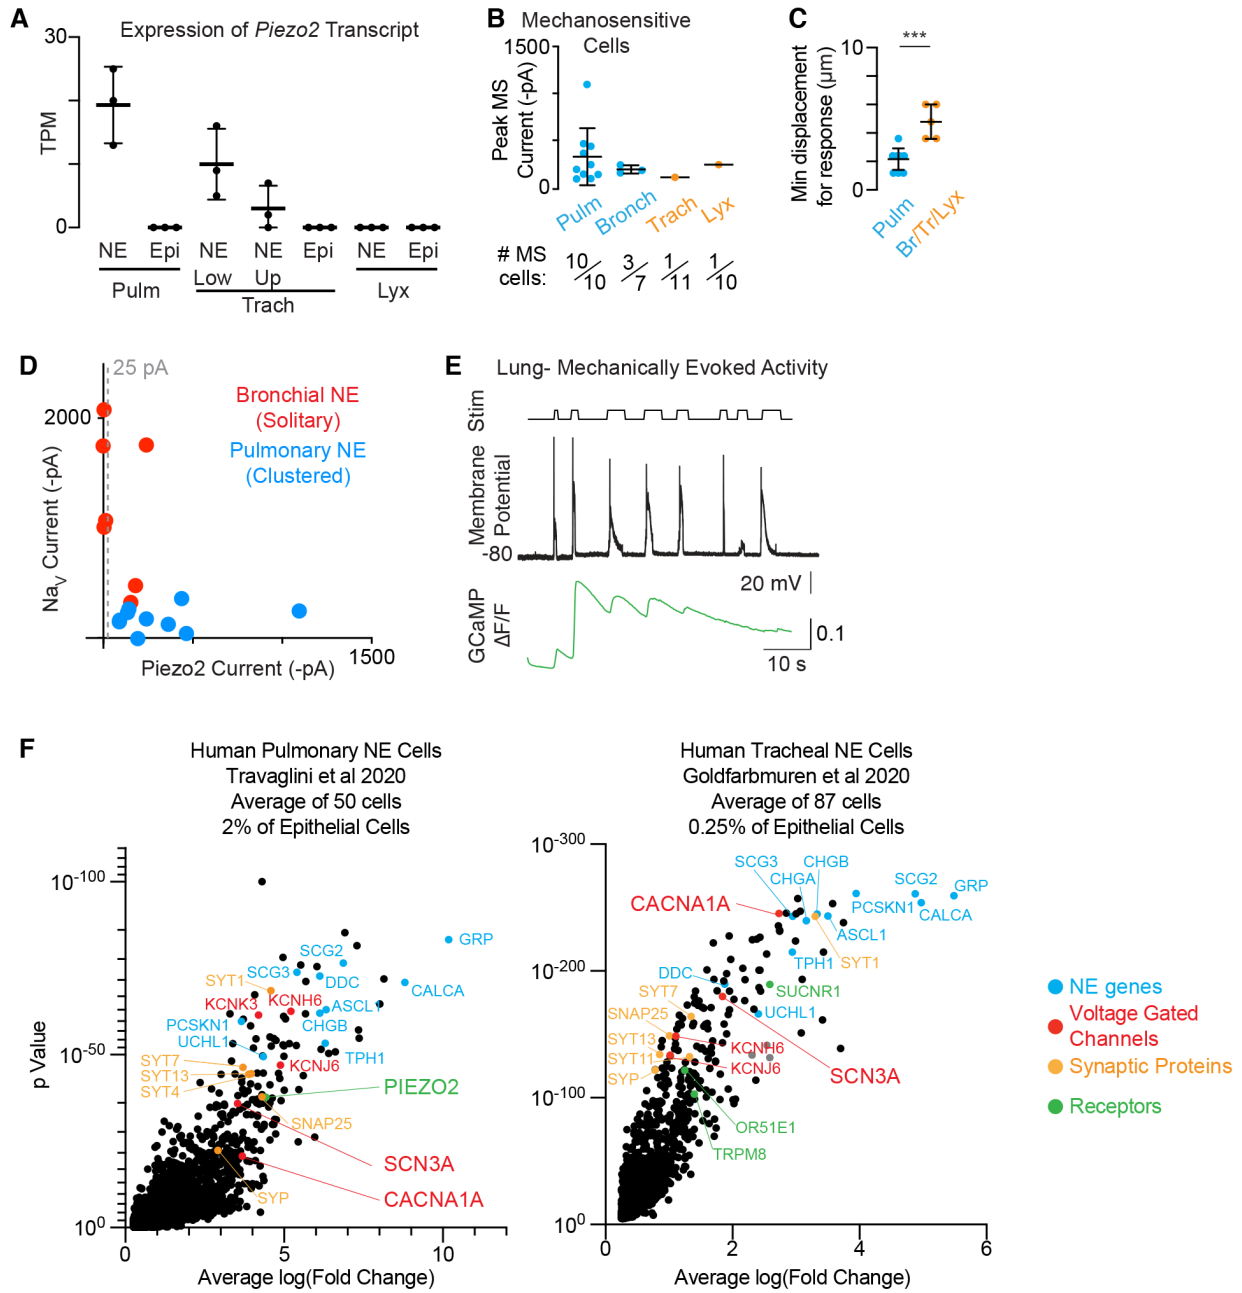 A
Expression of Piezo2 Transcript
30
TPM
0
NE
Epi
NE
NE
Epi
NE
Epi
Low
Up
Pulm
Trach
Lyx
B
Mechanosensitive
Cells
1500
Peak MS
Current (-pA)
0
Pulm
Bronch
Trach
Lyx
# MS
cells:
10/10
3/7
1/11
1/10
C
10
Min displacement
for response (μm)
0
***
Pulm
Br/Tr/Lyx
D
25 pA
2000
Bronchial NE
(Solitary)
Pulmonary NE
(Clustered)
NaV Current (-pA)
Piezo2 Current (-pA)
1500
E
Lung- Mechanically Evoked Activity
Stim
Membrane
Potential
-80
20 mV
GCaMP
ΔF/F
0.1
10 s
F
Human Pulmonary NE Cells
Travaglini et al 2020
Average of 50 cells
2% of Epithelial Cells
p Value
10-100
10-50
100
0
5
10
Average log(Fold Change)
GRP
SCG2
SCG3
DDC
SYT1
CALCA
KCNK3
KCNH6
ASCL1
PCSKN1
CHGB
UCHL1
TPH1
SYT7
KCNJ6
SYT13
SYT4
PIEZO2
SNAP25
SCN3A
SYP
CACNA1A
Human Tracheal NE Cells
Goldfarbmuren et al 2020
Average of 87 cells
0.25% of Epithelial Cells
10-300
10-200
10-100
100
0
2
4
6
Average log(Fold Change)
SCG3
CHGB
CHGA
SCG2
GRP
CACNA1A
PCSKN1
CALCA
ASCL1
TPH1
SYT1
DDC
SYT7
SUCNR1
SNAP25
UCHL1
SYT13
KCNH6
SYT11
KCNJ6
SYP
SCN3A
OR51E1
TRPM8
NE genes
Voltage Gated
Channels
Synaptic Proteins
Receptors